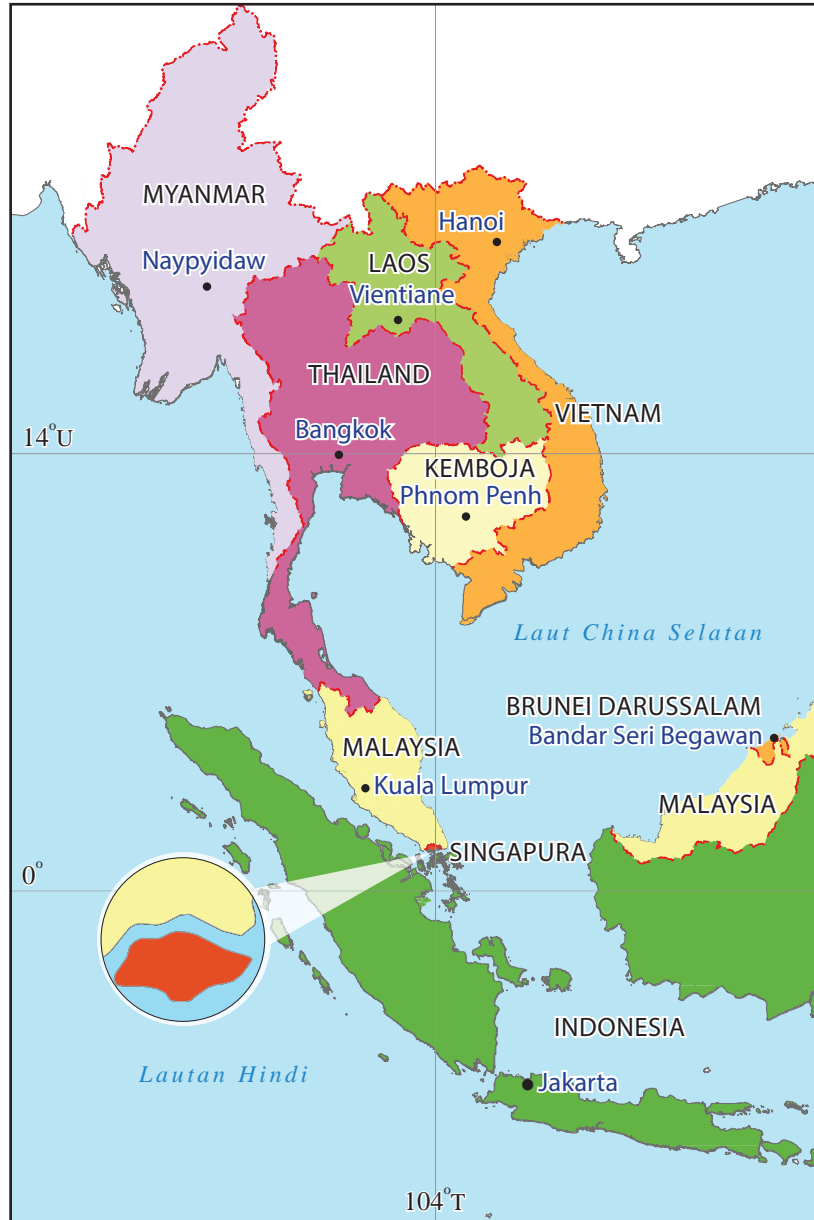 MYANMAR
Naypyidaw
Hanoi
LAOS
Vientiane
THAILAND
Bangkok
VIETNAM
14°U
KEMBOJA
Phnom Penh
Laut China Selatan
BRUNEI DARUSSALAM
Bandar Seri Begawan
MALAYSIA
Kuala Lumpur
MALAYSIA
SINGAPURA
0°
INDONESIA
Lautan Hindi
Jakarta
104°T